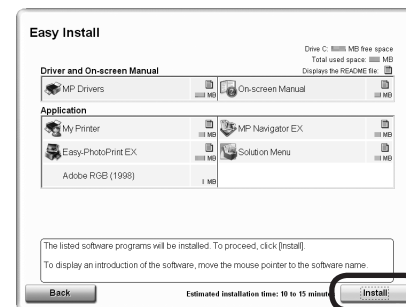 Easy Install
Drive C: MB free space
Total used space: MB
Driver and On-screen Manual
Displays the README file:
MP Drivers
MB
On-screen Manual
MB
Application
My Printer
MB
MP Navigator EX
MB
Easy-PhotoPrint EX
MB
Solution Menu
MB
Adobe RGB (1998)
1 MB
The listed software programs will be installed. To proceed, click [Install].
To display an introduction of the software, move the mouse pointer to the software name.
Back
Estimated installation time: 10 to 15 minutes
Install